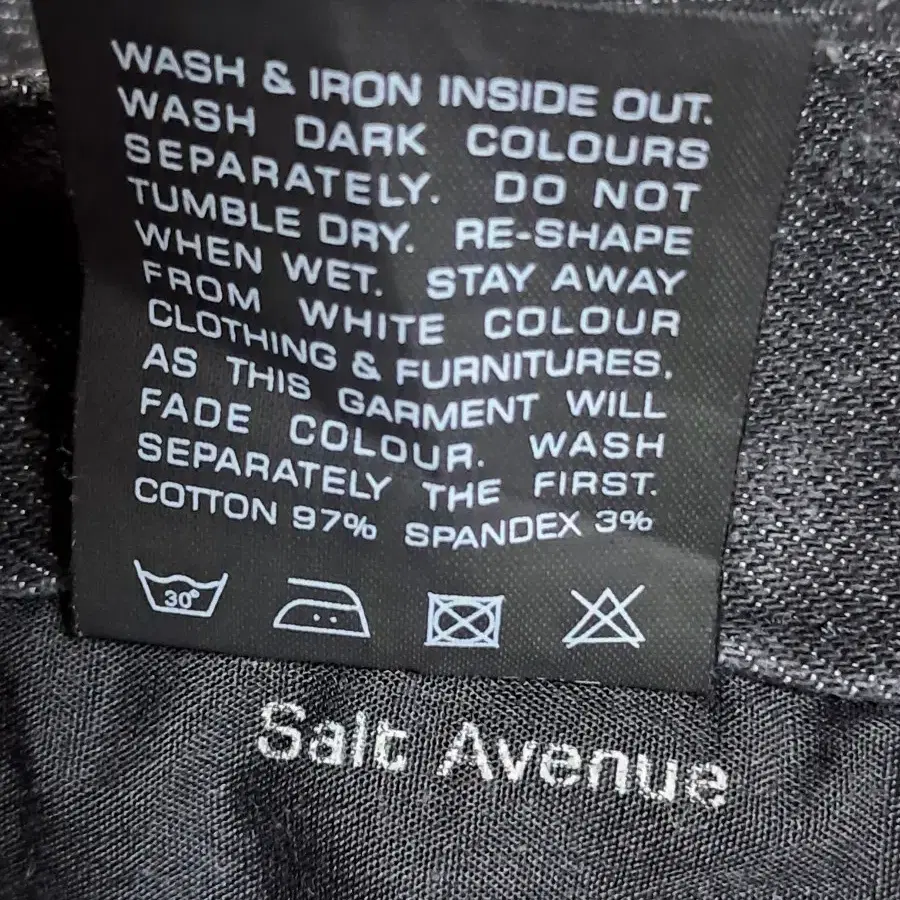 WASH & IRON INSIDE OUT.
WASH DARK COLOURS
SEPARATELY. DO NOT
TUMBLE DRY. RE-SHAPE
WHEN WET. STAY AWAY
FROM WHITE COLOUR
CLOTHING & FURNITURES,
AS THIS GARMENT WILL
FADE COLOUR. WASH
SEPARATELY THE FIRST.
COTTON 97% SPANDEX 3%
30°
Salt Avenue